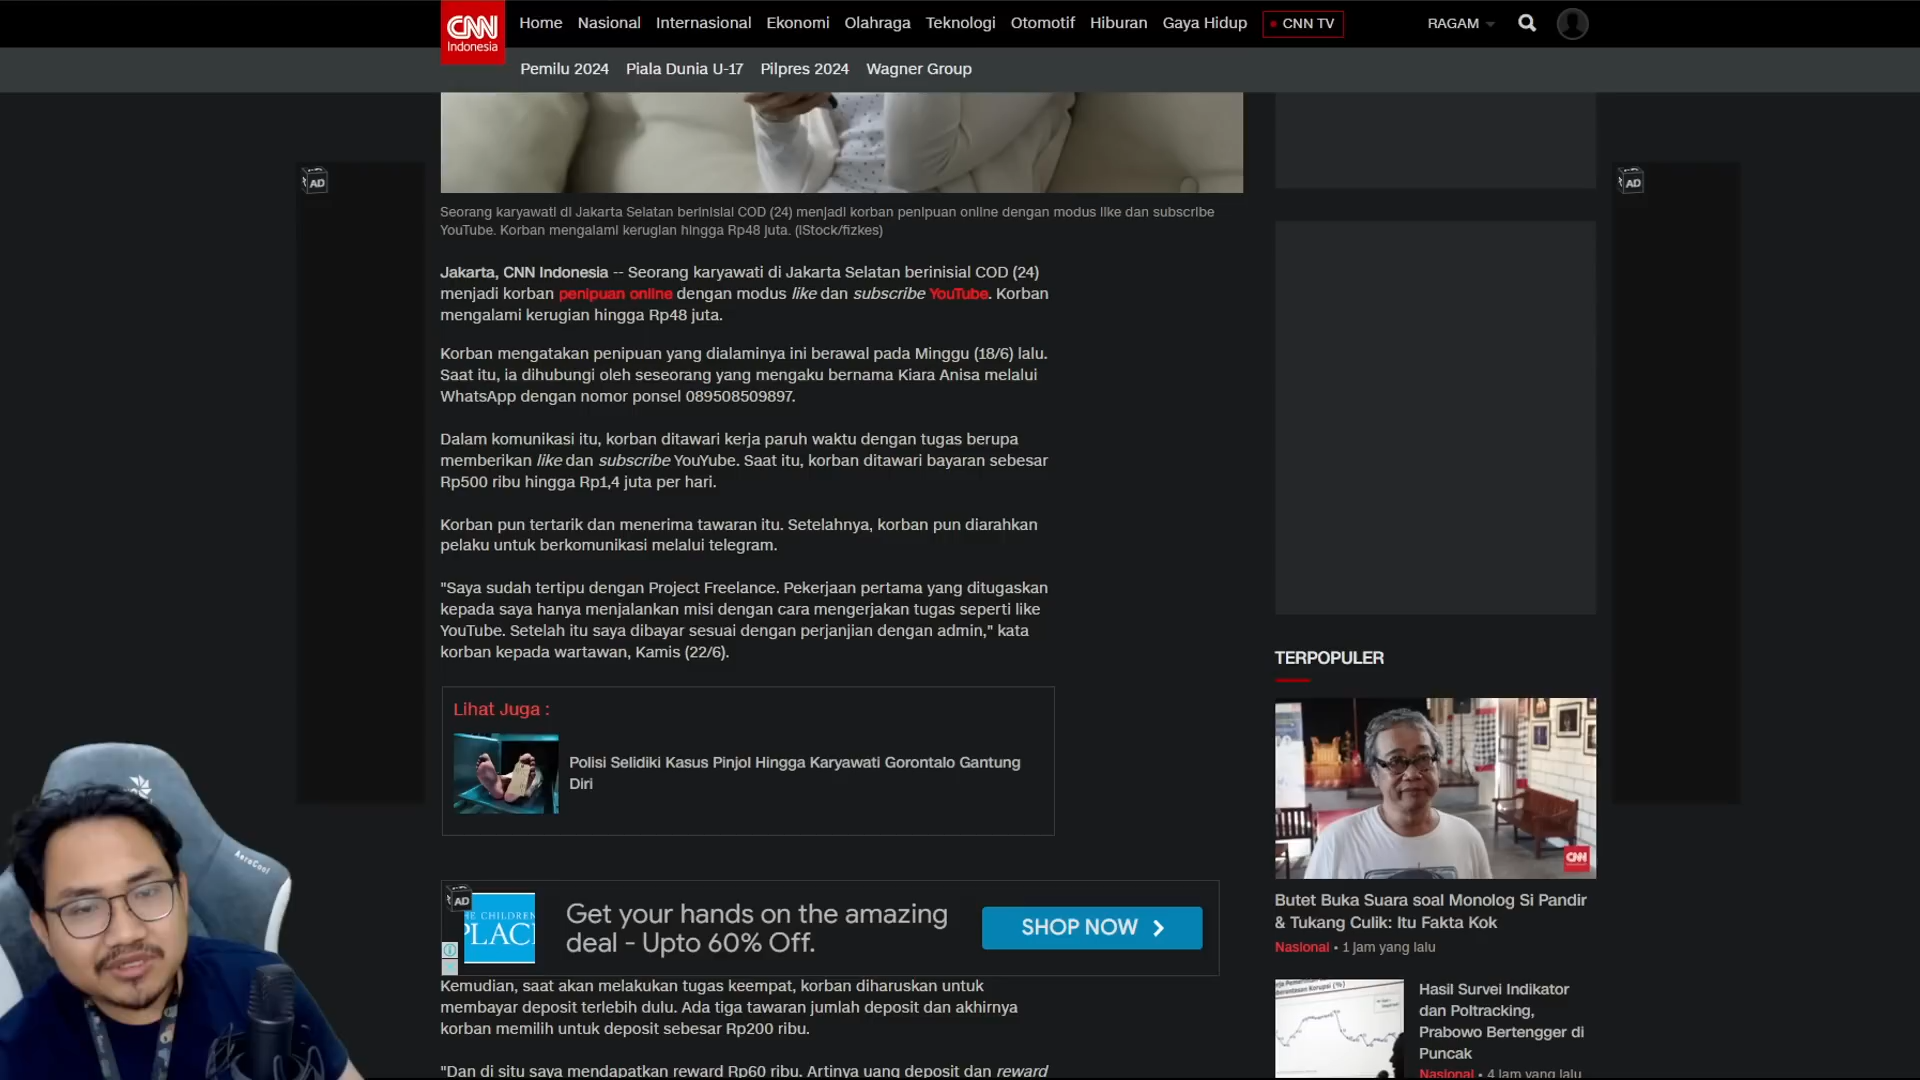 CNN
Indonesia
Home Nasional Internasional Ekonomi Olahraga Teknologi Otomotif Hiburan Gaya Hidup CNN TV RAGAM
Pemilu 2024 Piala Dunia U-17 Pilpres 2024 Wagner Group
AD
AD
Seorang karyawati di Jakarta Selatan berinisial COD (24) menjadi korban penipuan online dengan modus like dan subscribe
YouTube. Korban mengalami kerugian hingga Rp48 juta. (iStock/fizkes)
Jakarta, CNN Indonesia -- Seorang karyawati di Jakarta Selatan berinisial COD (24)
menjadi korban penipuan online dengan modus like dan subscribe YouTube. Korban
mengalami kerugian hingga Rp48 juta.
Korban mengatakan penipuan yang dialaminya ini berawal pada Minggu (18/6) lalu.
Saat itu, ia dihubungi oleh seseorang yang mengaku bernama Kiara Anisa melalui
WhatsApp dengan nomor ponsel 089508509897.
Dalam komunikasi itu, korban ditawari kerja paruh waktu dengan tugas berupa
memberikan like dan subscribe YouYube. Saat itu, korban ditawari bayaran sebesar
Rp500 ribu hingga Rp1,4 juta per hari.
Korban pun tertarik dan menerima tawaran itu. Setelahnya, korban pun diarahkan
pelaku untuk berkomunikasi melalui telegram.
"Saya sudah tertipu dengan Project Freelance. Pekerjaan pertama yang ditugaskan
kepada saya hanya menjalankan misi dengan cara mengerjakan tugas seperti like
YouTube. Setelah itu saya dibayar sesuai dengan perjanjian dengan admin," kata
korban kepada wartawan, Kamis (22/6).
Lihat Juga :
Polisi Selidiki Kasus Pinjol Hingga Karyawati Gorontalo Gantung
Diri
AD
THE CHILDREN
PLACE
Get your hands on the amazing
deal - Upto 60% Off.
SHOP NOW
Kemudian, saat akan melakukan tugas keempat, korban diharuskan untuk
membayar deposit terlebih dulu. Ada tiga tawaran jumlah deposit dan akhirnya
korban memilih untuk deposit sebesar Rp200 ribu.
"Dan di situ saya mendapatkan reward Rp60 ribu. Artinya uang deposit dan reward
TERPOPULER
CNN
Butet Buka Suara soal Monolog Si Pandir
& Tukang Culik: Itu Fakta Kok
Nasional • 1 jam yang lalu
Hasil Survei Indikator
dan Poltracking,
Prabowo Bertengger di
Puncak
Nasional • 4 jam yang lalu
AeroCool